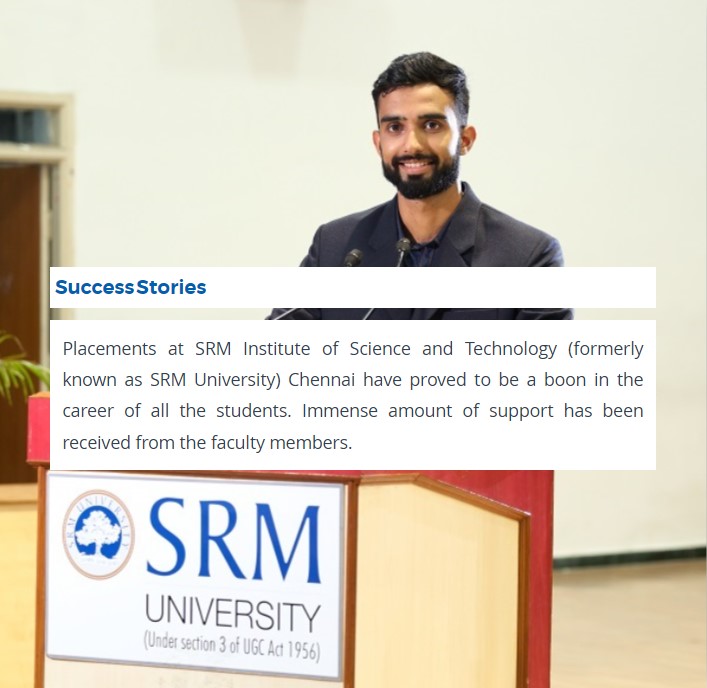 Success Stories
Placements at SRM Institute of Science and Technology (formerly
known as SRM University) Chennai have proved to be a boon in the
career of all the students. Immense amount of support has been
received from the faculty members.
SRM UNIVERSITY
SRM
UNIVERSITY
(Under section 3 of UGC Act 1956)